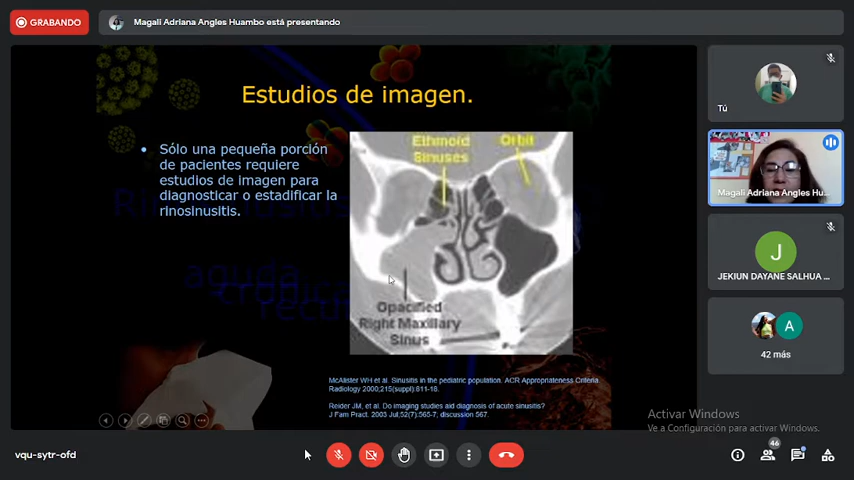 GRABANDO
Magali Adriana Angles Huambo está presentando
Estudios de imagen.
• Sólo una pequeña porción
de pacientes requiere
estudios de imagen para
diagnosticar o estadificar la
rinosinusitis.
Ethmoid
Sinuses
Orbit
Opacified
Right Maxillary
Sinus
aguda
McAlister WH et al. Sinusitis in the pediatric population. ACR Appropriateness Criteria.
Radiology 2000;215(suppl):811-18.
Reider JM, et al. Do imaging studies aid diagnosis of acute sinusitis?
J Fam Pract. 2003 Jul;52(7):565-7; discussion 567.
Tú
Magali Adriana Angles Hu...
J
JEKIUN DAYANE SALHUA ...
A
42 más
Activar Windows
Ve a Configuración para activar Windows.
vqu-sytr-ofd
46